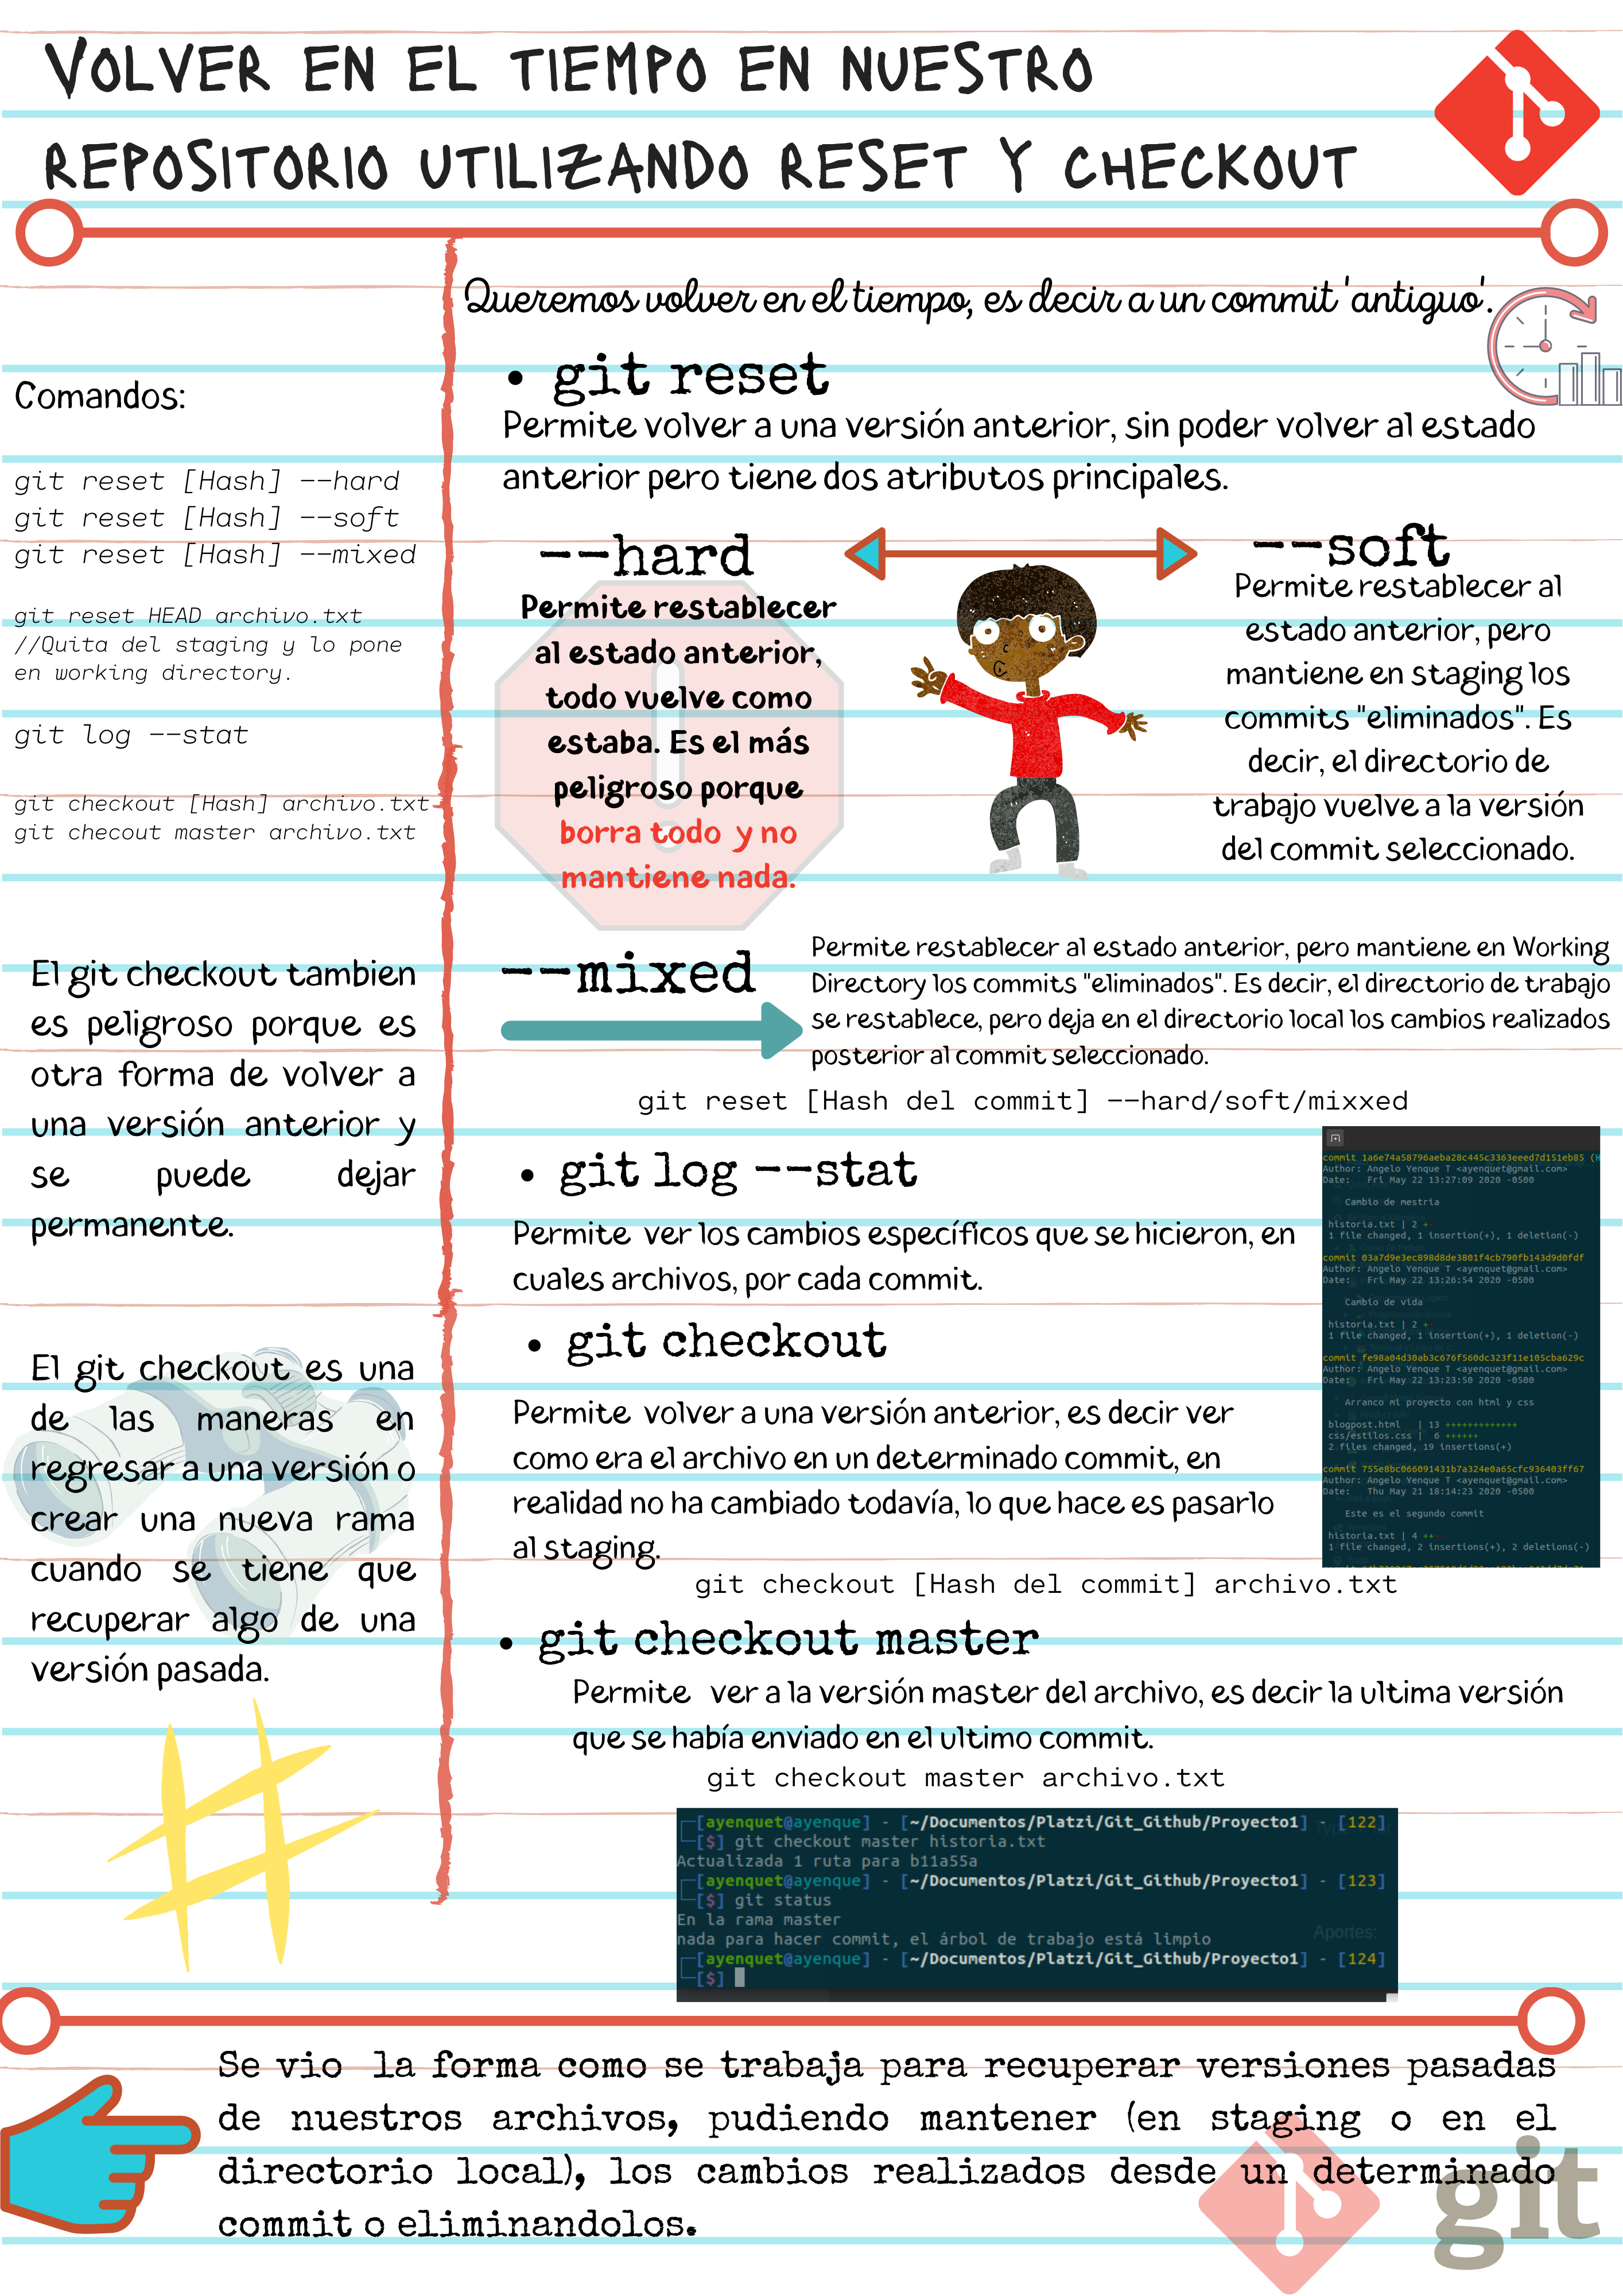 VOLVER EN EL TIEMPO EN NUESTRO
REPOSITORIO UTILIZANDO RESET Y CHECKOUT
Comandos:
git reset [Hash] --hard
git reset [Hash] --soft
git reset [Hash] --mixed
git reset HEAD archivo.txt
//Quita del staging y lo pone
en working directory.
git log --stat
git checkout [Hash] archivo.txt
git checout master archivo.txt
El git checkout tambien
es peligroso porque es
otra forma de volver a
una versión anterior y
se puede dejar
permanente.
El git checkout es una
de las maneras en
regresar a una versión o
crear una nueva rama
cuando se tiene que
recuperar algo de una
versión pasada.
Queremos volver en el tiempo, es decir a un commit 'antiguo'.
• git reset
Permite volver a una versión anterior, sin poder volver al estado
anterior pero tiene dos atributos principales.
--hard
Permite restablecer
al estado anterior,
todo vuelve como
estaba. Es el más
peligroso porque
borra todo y no
mantiene nada.
--soft
Permite restablecer al
estado anterior, pero
mantiene en staging los
commits "eliminados". Es
decir, el directorio de
trabajo vuelve a la versión
del commit seleccionado.
--mixed
Permite restablecer al estado anterior, pero mantiene en Working
Directory los commits "eliminados". Es decir, el directorio de trabajo
se restablece, pero deja en el directorio local los cambios realizados
posterior al commit seleccionado.
git reset [Hash del commit] --hard/soft/mixxed
• git log --stat
Permite ver los cambios específicos que se hicieron, en
cuales archivos, por cada commit.
commit 1a6e74a58796aeba28c445c3363eeed7d151eb85 (H
Author: Angelo Yenque T <ayenquet@gmail.com>
Date: Fri May 22 13:27:09 2020 -0500
Cambio de mestria
historia.txt | 2 +-
1 file changed, 1 insertion(+), 1 deletion(-)
commit 03a7d9e3ec898d8de3801f4cb790fb143d9d0fdf
Author: Angelo Yenque T <ayenquet@gmail.com>
Date: Fri May 22 13:26:54 2020 -0500
Cambio de vida
historia.txt | 2 +-
1 file changed, 1 insertion(+), 1 deletion(-)
commit fe98a04d30ab3c676f560dc323f11e105cba629c
Author: Angelo Yenque T <ayenquet@gmail.com>
Date: Fri May 22 13:23:50 2020 -0500
Arranco mi proyecto con html y css
blogpost.html | 13 +++++++++++++
css/estilos.css | 6 ++++++
2 files changed, 19 insertions(+)
commit 755e8bc066091431b7a324e0a65cfc936403ff67
Author: Angelo Yenque T <ayenquet@gmail.com>
Date: Thu May 21 18:14:23 2020 -0500
Este es el segundo commit
historia.txt | 4 ++--
1 file changed, 2 insertions(+), 2 deletions(-)
• git checkout
Permite volver a una versión anterior, es decir ver
como era el archivo en un determinado commit, en
realidad no ha cambiado todavía, lo que hace es pasarlo
al staging.
git checkout [Hash del commit] archivo.txt
• git checkout master
Permite ver a la versión master del archivo, es decir la ultima versión
que se había enviado en el ultimo commit.
git checkout master archivo.txt
[ayenquet@ayenque] - [~/Documentos/Platzi/Git_Github/Proyecto1] - [122]
[$] git checkout master historia.txt
Actualizada 1 ruta para b11a55a
[ayenquet@ayenque] - [~/Documentos/Platzi/Git_Github/Proyecto1] - [123]
[$] git status
En la rama master
nada para hacer commit, el árbol de trabajo está limpio
Aportes:
[ayenquet@ayenque] - [~/Documentos/Platzi/Git_Github/Proyecto1] - [124]
[$]
Se vio la forma como se trabaja para recuperar versiones pasadas
de nuestros archivos, pudiendo mantener (en staging o en el
directorio local), los cambios realizados desde un determinado
commit o eliminandolos.
git